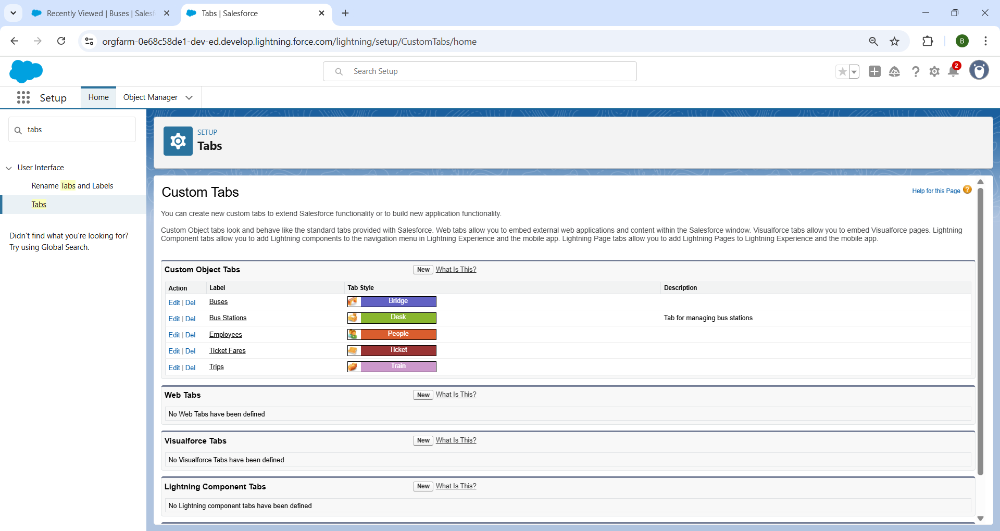 Recently Viewed | Buses | Salesf
Tabs | Salesforce
orgfarm-0e68c58de1-dev-ed.develop.lightning.force.com/lightning/setup/CustomTabs/home
B
Search Setup
2
Setup
Home
Object Manager
tabs
User Interface
Rename Tabs and Labels
Tabs
Didn't find what you're looking for?
Try using Global Search.
SETUP
Tabs
Custom Tabs
Help for this Page
You can create new custom tabs to extend Salesforce functionality or to build new application functionality.
Custom Object tabs look and behave like the standard tabs provided with Salesforce. Web tabs allow you to embed external web applications and content within the Salesforce window. Visualforce tabs allow you to embed Visualforce pages. Lightning
Component tabs allow you to add Lightning components to the navigation menu in Lightning Experience and the mobile app. Lightning Page tabs allow you to add Lightning Pages to Lightning Experience and the mobile app.
Custom Object Tabs New What Is This?
Action Label Tab Style Description
Edit | Del Buses Bridge
Edit | Del Bus Stations Desk Tab for managing bus stations
Edit | Del Employees People
Edit | Del Ticket Fares Ticket
Edit | Del Trips Train
Web Tabs New What Is This?
No Web Tabs have been defined
Visualforce Tabs New What Is This?
No Visualforce Tabs have been defined
Lightning Component Tabs New What Is This?
No Lightning component tabs have been defined